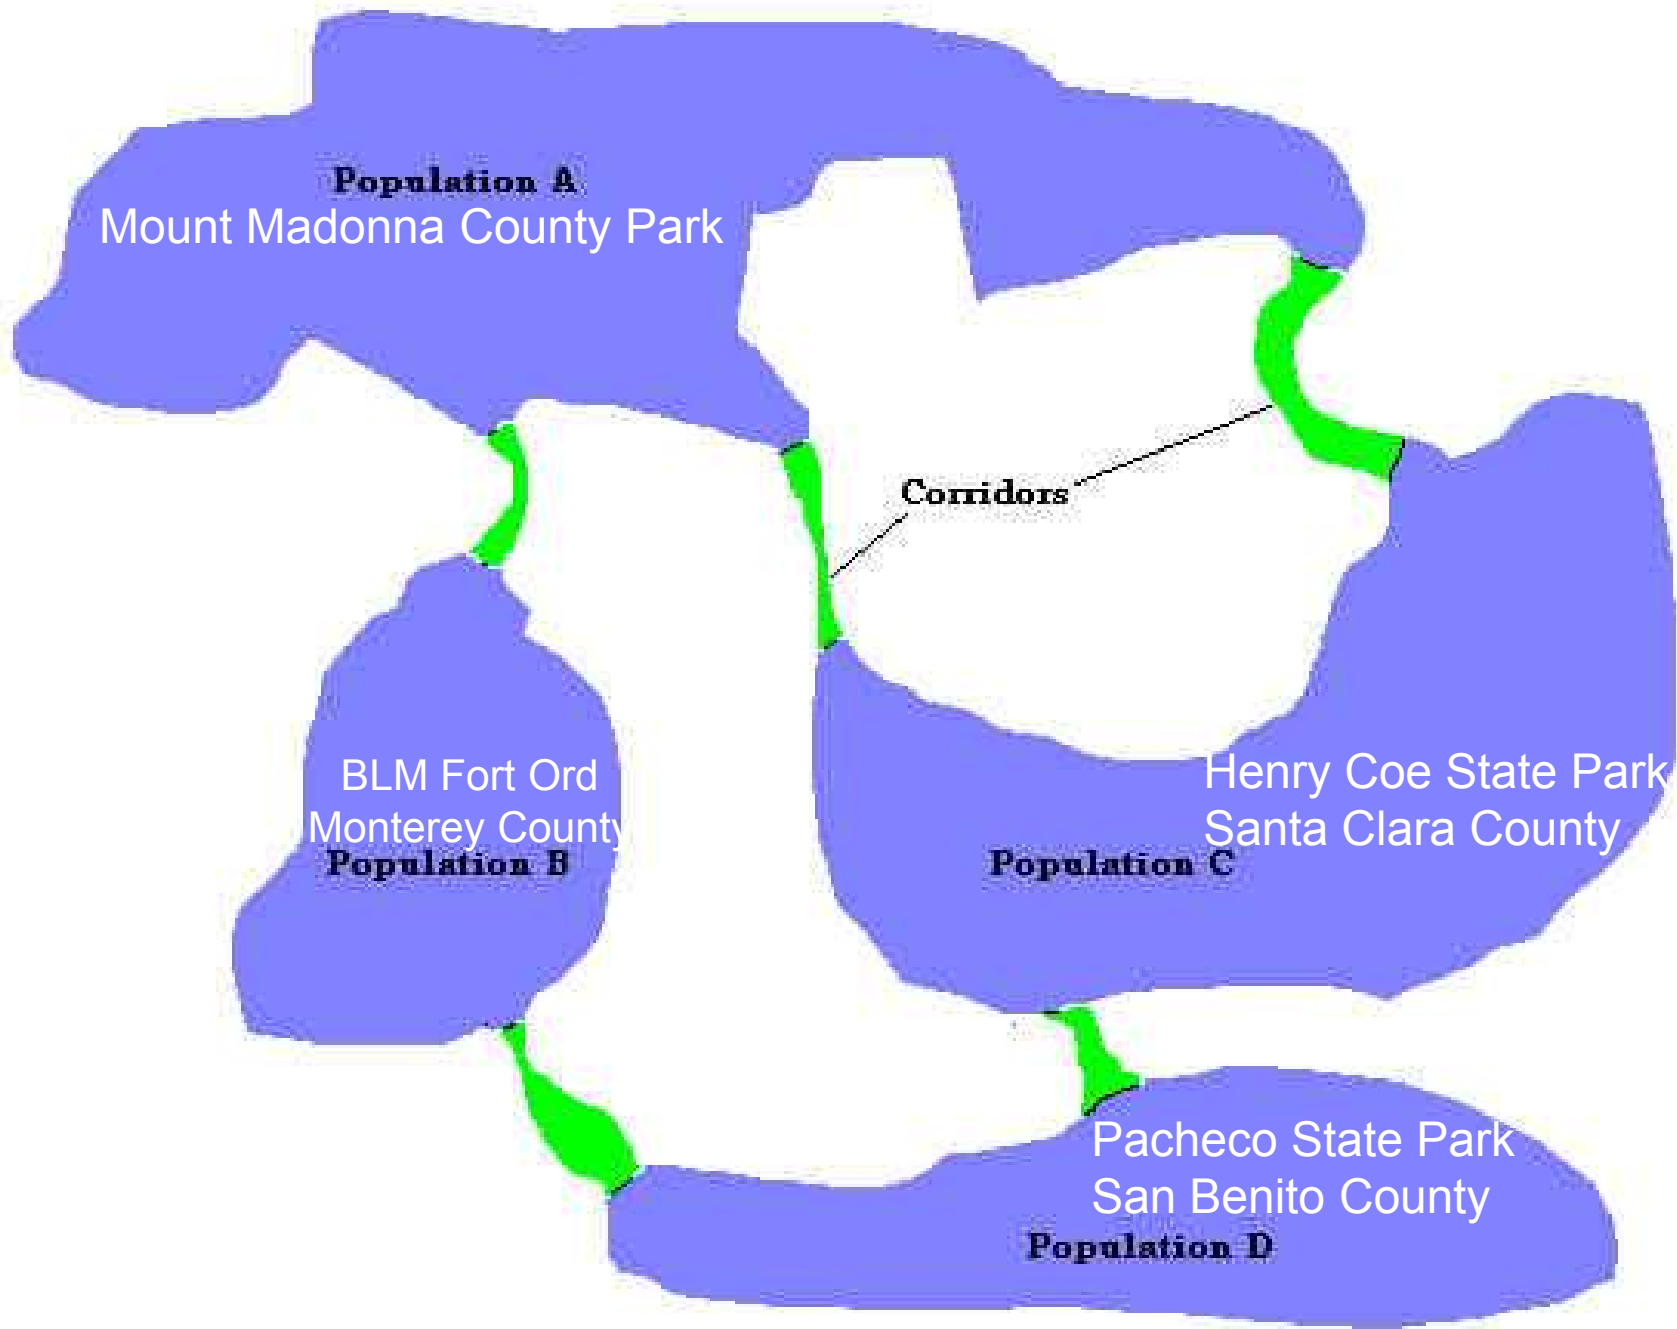 Population A
Mount Madonna County Park
Corridors
BLM Fort Ord
Monterey County
Population B
Henry Coe State Park
Santa Clara County
Population C
Pacheco State Park
San Benito County
Population D